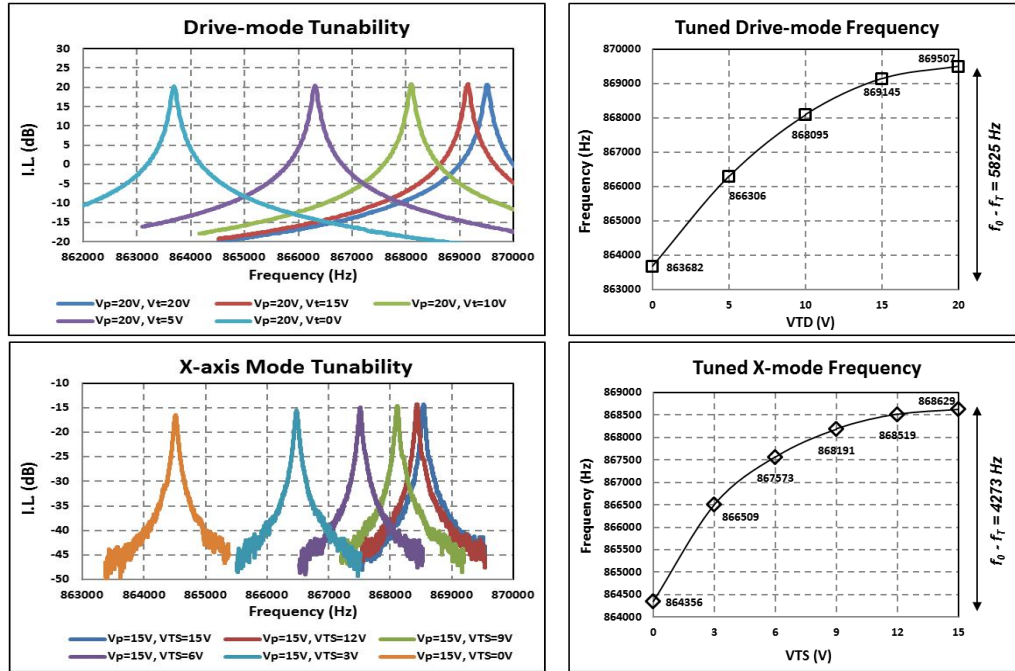 Drive-mode Tunability
I.L (dB)
30
25
20
15
10
5
0
-5
-10
-15
-20
862000 863000 864000 865000 866000 867000 868000 869000 870000
Frequency (Hz)
Vp=20V, Vt=20V Vp=20V, Vt=15V Vp=20V, Vt=10V
Vp=20V, Vt=5V Vp=20V, Vt=0V
Tuned Drive-mode Frequency
Frequency (Hz)
870000
869000
868000
867000
866000
865000
864000
863000
863682
866306
868095
869145
869507
0 5 10 15 20
VTD (V)
f0 - fT = 5825 Hz
X-axis Mode Tunability
I.L (dB)
-10
-15
-20
-25
-30
-35
-40
-45
-50
863000 864000 865000 866000 867000 868000 869000 870000
Frequency (Hz)
Vp=15V, VTS=15V Vp=15V, VTS=12V Vp=15V, VTS=9V
Vp=15V, VTS=6V Vp=15V, VTS=3V Vp=15V, VTS=0V
Tuned X-mode Frequency
Frequency (Hz)
869000
868500
868000
867500
867000
866500
866000
865500
865000
864500
864000
864356
866509
867573
868191
868519
868629
0 3 6 9 12 15
VTS (V)
f0 - fT = 4273 Hz